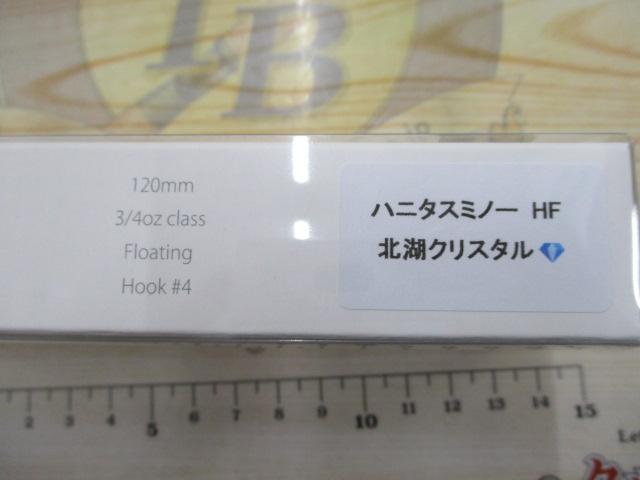 B
120mm
3/4oz class
Floating
Hook #4
ハニタスミノー HF
北湖クリスタル💎
2 3 4 5 6 7 8 9 10 11 12 13 14 15
Let